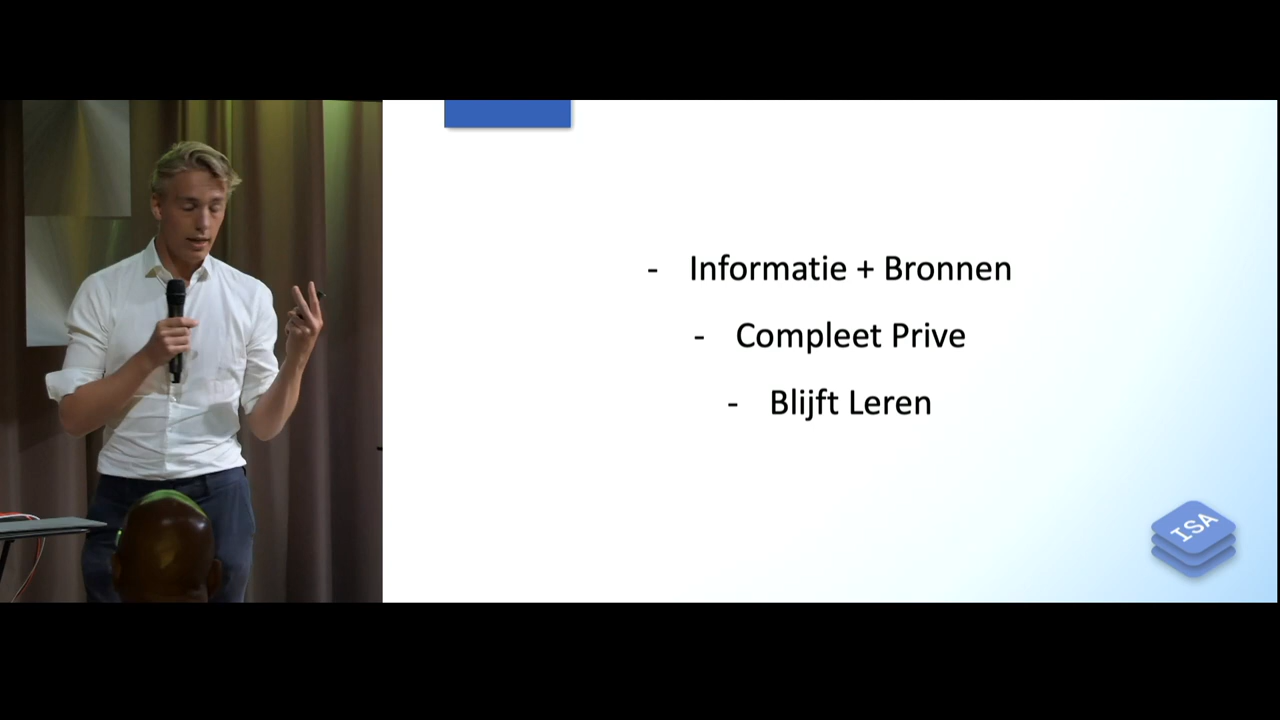 - Informatie + Bronnen
- Compleet Prive
- Blijft Leren
ISA